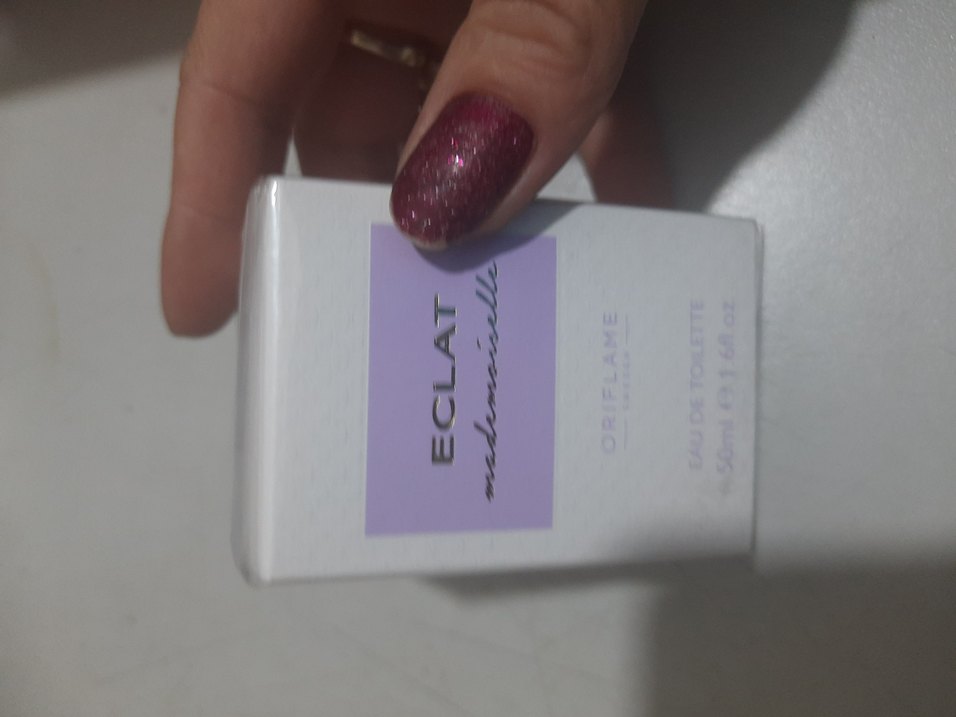 ECLAT
mademoiselle
ORIFLAME
SWEDEN
EAU DE TOILETTE
50ml ℮ 1.6fl.oz